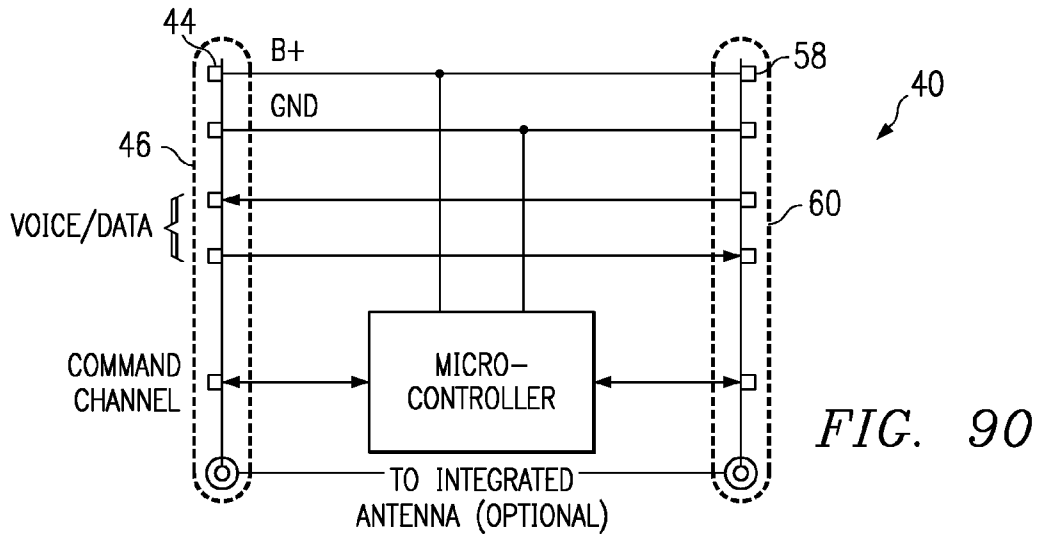 44
B+
58
GND
40
46
VOICE/DATA
60
COMMAND
CHANNEL
MICRO-
CONTROLLER
FIG. 90
TO INTEGRATED
ANTENNA (OPTIONAL)